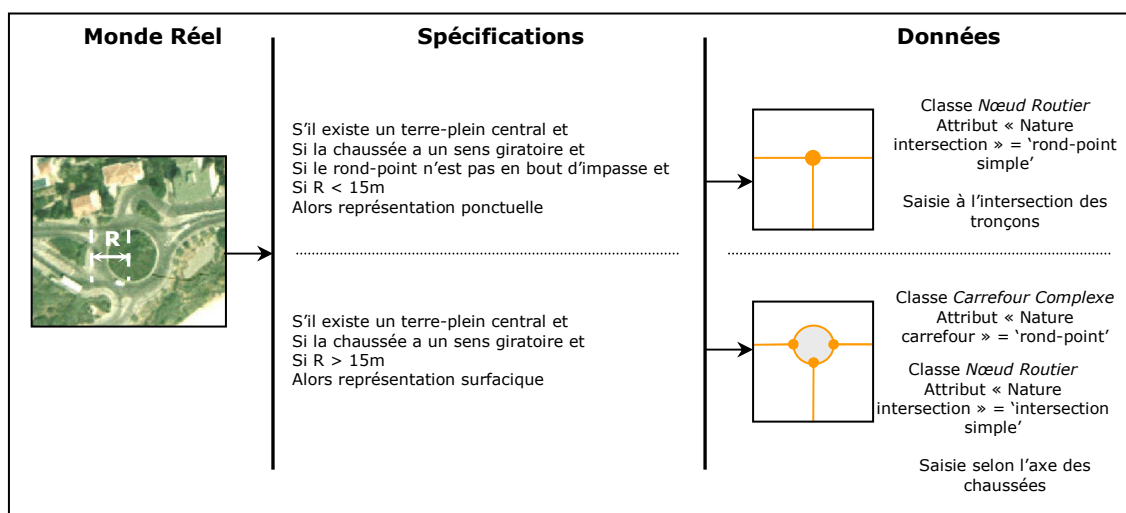 Monde Réel
Spécifications
Données
R
S'il existe un terre-plein central et
Si la chaussée a un sens giratoire et
Si le rond-point n'est pas en bout d'impasse et
Si R < 15m
Alors représentation ponctuelle
Classe Nœud Routier
Attribut « Nature
intersection » = 'rond-point
simple'
Saisie à l'intersection des
tronçons
S'il existe un terre-plein central et
Si la chaussée a un sens giratoire et
Si R > 15m
Alors représentation surfacique
Classe Carrefour Complexe
Attribut « Nature
carrefour » = 'rond-point'
Classe Nœud Routier
Attribut « Nature
intersection » = 'intersection
simple'
Saisie selon l'axe des
chaussées